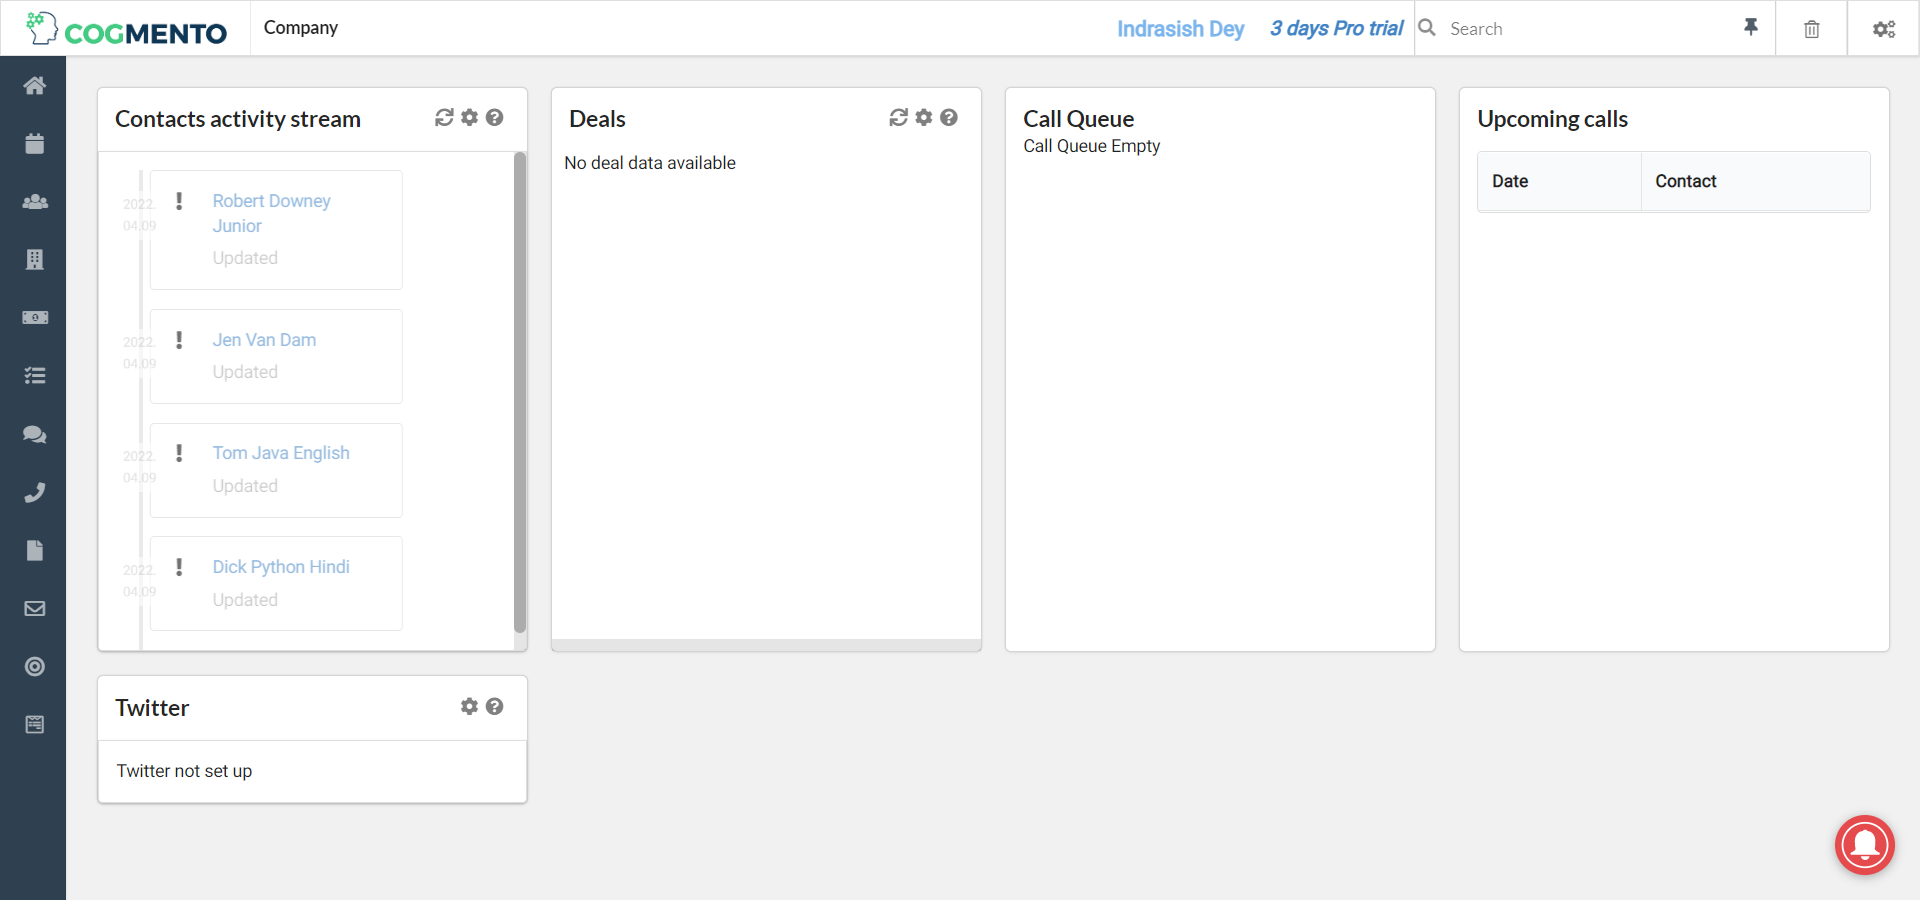 COGMENTO
Company
Indrasish Dey
3 days Pro trial
Search
Contacts activity stream
2022.
04.09
Robert Downey
Junior
Updated
2022.
04.09
Jen Van Dam
Updated
2022.
04.09
Tom Java English
Updated
2022.
04.09
Dick Python Hindi
Updated
Deals
No deal data available
Call Queue
Call Queue Empty
Upcoming calls
Date Contact
Twitter
Twitter not set up